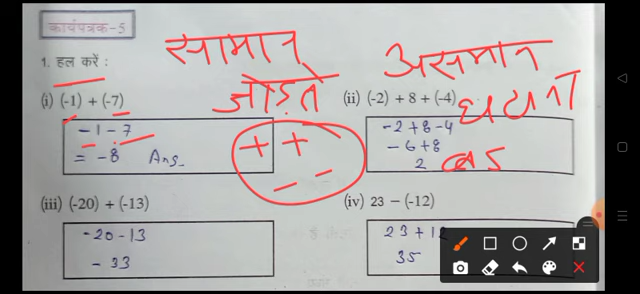 कार्यपत्रक-5
सामान
असमान
1. हल करें :
जोड़ते
घटाना
(i) (-1) + (-7)
(ii) (-2) + 8 + (-4)
-1 - 7
= -8 Ans
+ +
- -
-2 + 8 - 4
-6 + 8
2
(iii) (-20) + (-13)
(iv) 23 - (-12)
-20 - 13
- 33
23 + 12
35